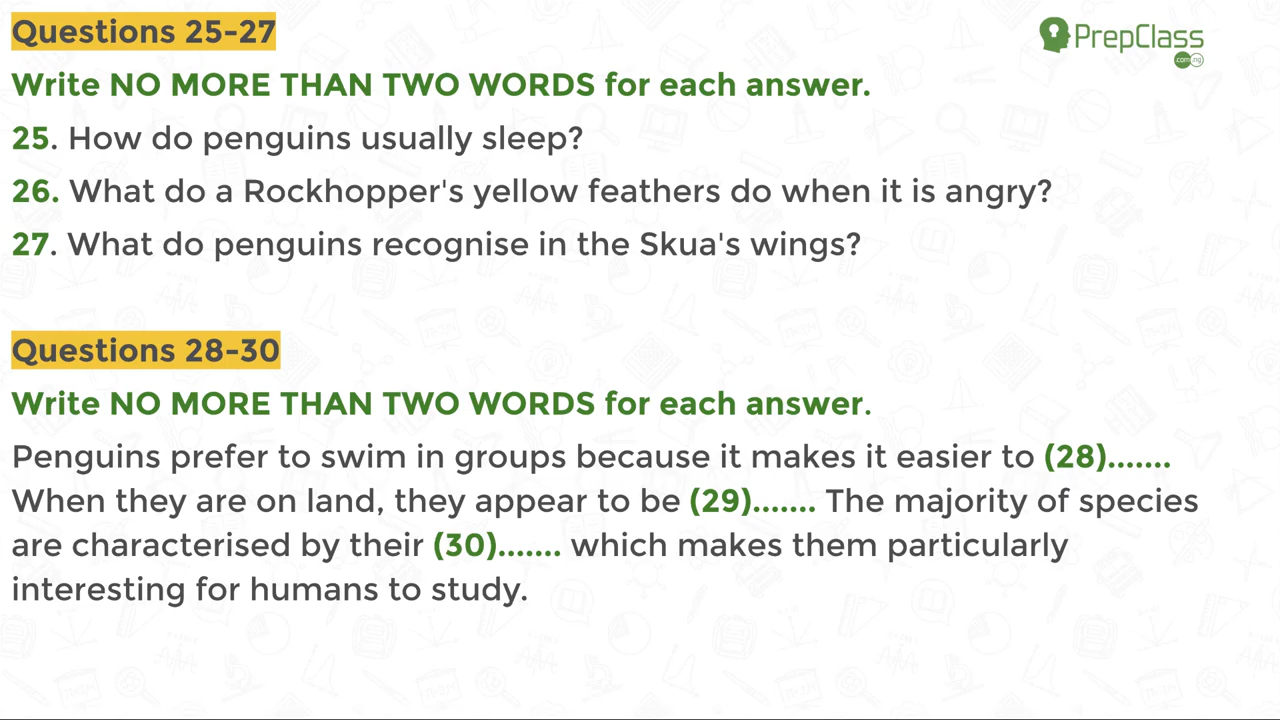 Questions 25-27
PrepClass
.com.ng
Write NO MORE THAN TWO WORDS for each answer.
25. How do penguins usually sleep?
26. What do a Rockhopper's yellow feathers do when it is angry?
27. What do penguins recognise in the Skua's wings?
Questions 28-30
Write NO MORE THAN TWO WORDS for each answer.
Penguins prefer to swim in groups because it makes it easier to (28).......
When they are on land, they appear to be (29)....... The majority of species
are characterised by their (30)....... which makes them particularly
interesting for humans to study.